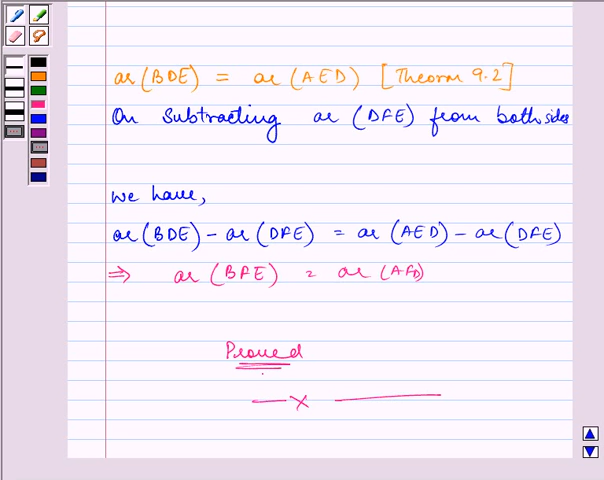 ar (BDE) = ar (AED) [Theorm 9.2]
On Subtracting ar (DFE) from both sides
we have,
ar (BDE) - ar (DFE) = ar (AED) - ar (DFE)
⇒ ar (BFE) = ar (AFD)
Proved